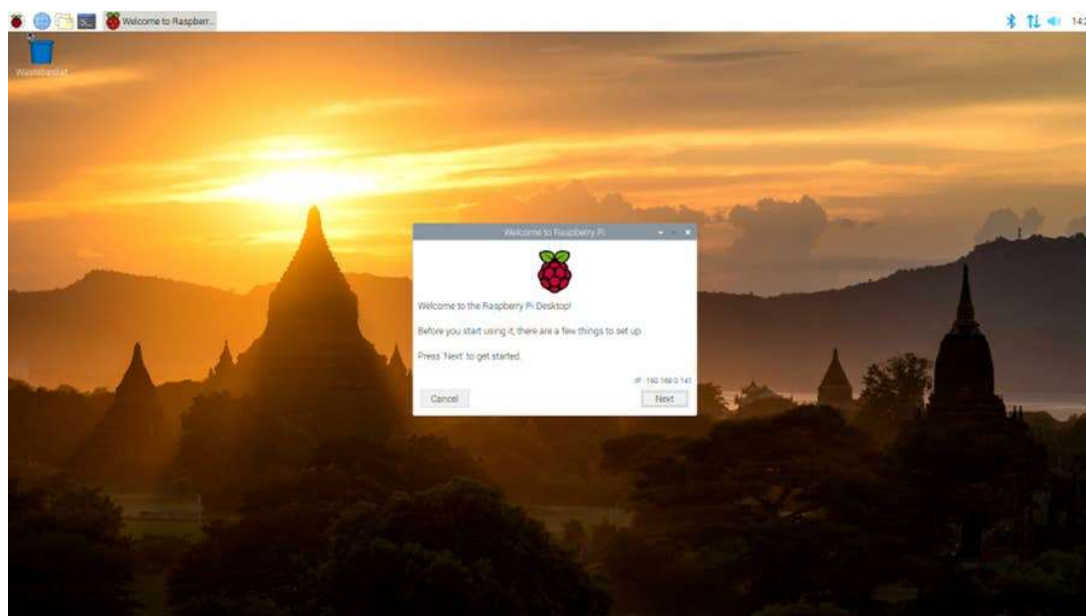 Welcome to Raspberr...
14:2
Wastebasket
Welcome to Raspberry Pi
Welcome to the Raspberry Pi Desktop!
Before you start using it, there are a few things to set up.
Press 'Next' to get started.
IP : 192.168.0.141
Cancel
Next